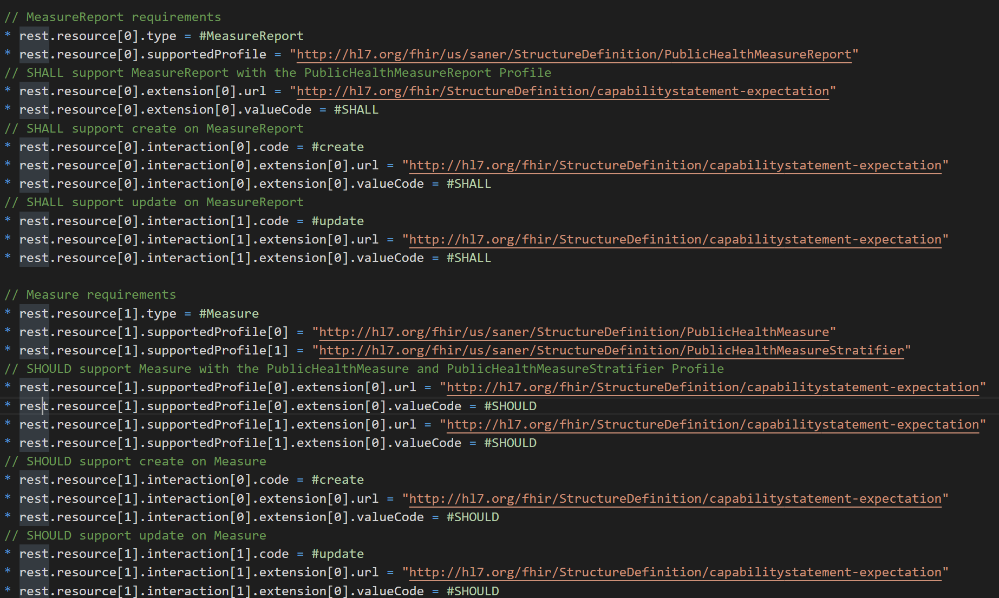 // MeasureReport requirements
* rest.resource[0].type = #MeasureReport
* rest.resource[0].supportedProfile = "http://hl7.org/fhir/us/saner/StructureDefinition/PublicHealthMeasureReport"
// SHALL support MeasureReport with the PublicHealthMeasureReport Profile
* rest.resource[0].extension[0].url = "http://hl7.org/fhir/StructureDefinition/capabilitystatement-expectation"
* rest.resource[0].extension[0].valueCode = #SHALL
// SHALL support create on MeasureReport
* rest.resource[0].interaction[0].code = #create
* rest.resource[0].interaction[0].extension[0].url = "http://hl7.org/fhir/StructureDefinition/capabilitystatement-expectation"
* rest.resource[0].interaction[0].extension[0].valueCode = #SHALL
// SHALL support update on MeasureReport
* rest.resource[0].interaction[1].code = #update
* rest.resource[0].interaction[1].extension[0].url = "http://hl7.org/fhir/StructureDefinition/capabilitystatement-expectation"
* rest.resource[0].interaction[1].extension[0].valueCode = #SHALL
// Measure requirements
* rest.resource[1].type = #Measure
* rest.resource[1].supportedProfile[0] = "http://hl7.org/fhir/us/saner/StructureDefinition/PublicHealthMeasure"
* rest.resource[1].supportedProfile[1] = "http://hl7.org/fhir/us/saner/StructureDefinition/PublicHealthMeasureStratifier"
// SHOULD support Measure with the PublicHealthMeasure and PublicHealthMeasureStratifier Profile
* rest.resource[1].supportedProfile[0].extension[0].url = "http://hl7.org/fhir/StructureDefinition/capabilitystatement-expectation"
* rest.resource[1].supportedProfile[0].extension[0].valueCode = #SHOULD
* rest.resource[1].supportedProfile[1].extension[0].url = "http://hl7.org/fhir/StructureDefinition/capabilitystatement-expectation"
* rest.resource[1].supportedProfile[1].extension[0].valueCode = #SHOULD
// SHOULD support create on Measure
* rest.resource[1].interaction[0].code = #create
* rest.resource[1].interaction[0].extension[0].url = "http://hl7.org/fhir/StructureDefinition/capabilitystatement-expectation"
* rest.resource[1].interaction[0].extension[0].valueCode = #SHOULD
// SHOULD support update on Measure
* rest.resource[1].interaction[1].code = #update
* rest.resource[1].interaction[1].extension[0].url = "http://hl7.org/fhir/StructureDefinition/capabilitystatement-expectation"
* rest.resource[1].interaction[1].extension[0].valueCode = #SHOULD